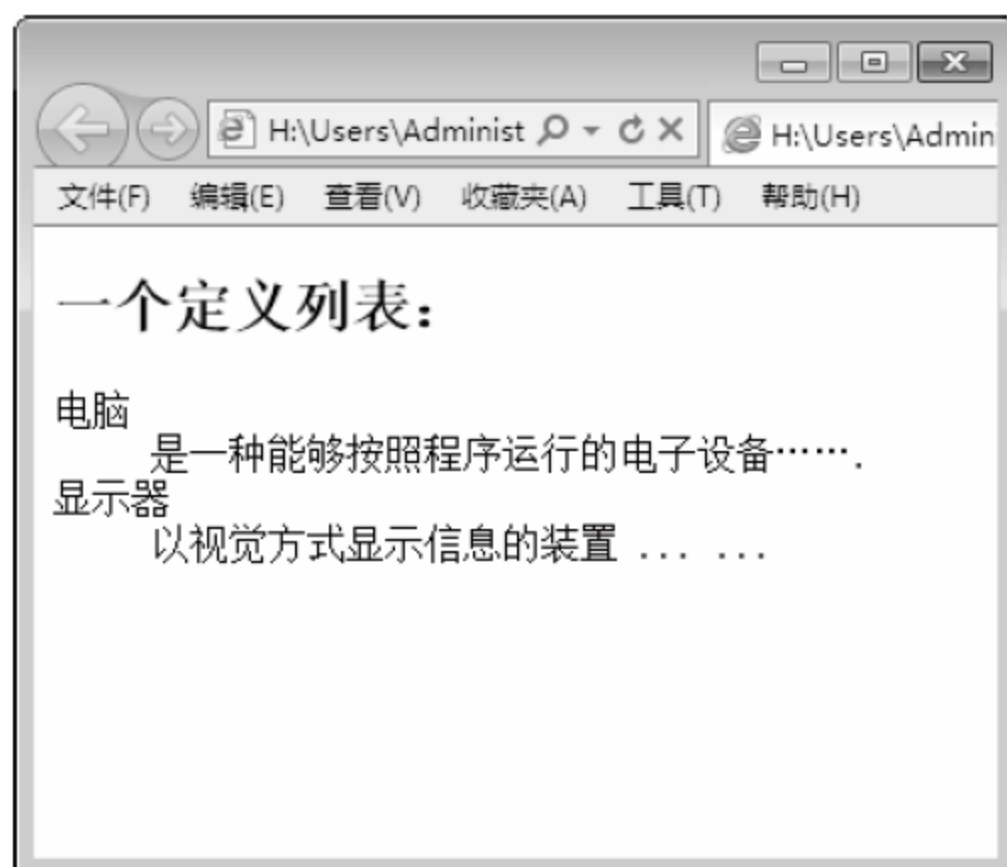 H:\Users\Administ
H:\Users\Admin
文件(F) 编辑(E) 查看(V) 收藏夹(A) 工具(T) 帮助(H)
一个定义列表：
电脑
是一种能够按照程序运行的电子设备…….
显示器
以视觉方式显示信息的装置 ... ...